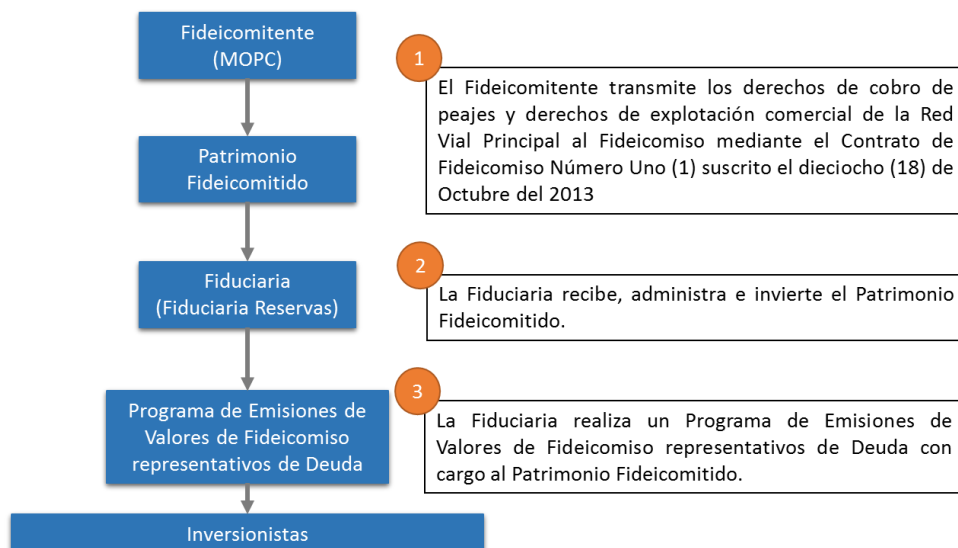 Fideicomitente
(MOPC)
1
El Fideicomitente transmite los derechos de cobro de
peajes y derechos de explotación comercial de la Red
Vial Principal al Fideicomiso mediante el Contrato de
Fideicomiso Número Uno (1) suscrito el dieciocho (18) de
Octubre del 2013
Patrimonio
Fideicomitido
2
Fiduciaria
(Fiduciaria Reservas)
La Fiduciaria recibe, administra e invierte el Patrimonio
Fideicomitido.
3
Programa de Emisiones de
Valores de Fideicomiso
representativos de Deuda
La Fiduciaria realiza un Programa de Emisiones de
Valores de Fideicomiso representativos de Deuda con
cargo al Patrimonio Fideicomitido.
Inversionistas